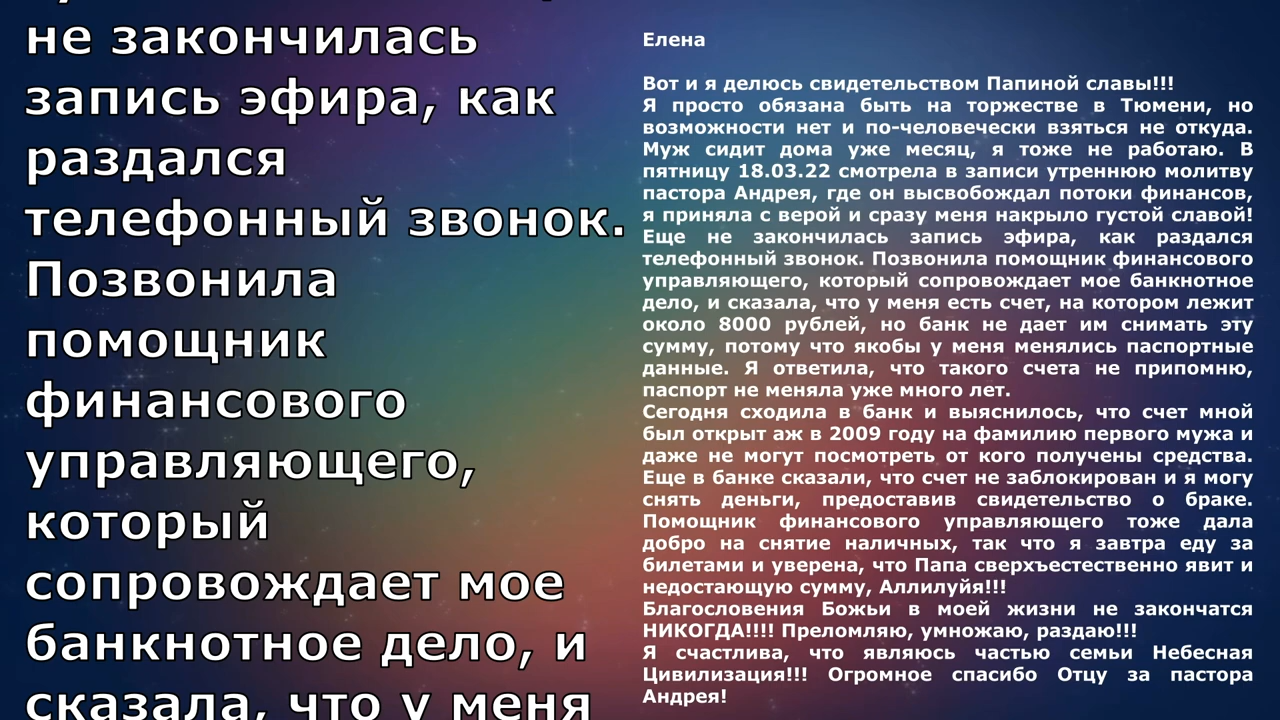 не закончилась
запись эфира, как
раздался
телефонный звонок.
Позвонила
помощник
финансового
управляющего,
который
сопровождает мое
банкнотное дело, и
сказала, что у меня
Елена
Вот и я делюсь свидетельством Папиной славы!!!
Я просто обязана быть на торжестве в Тюмени, но
возможности нет и по-человечески взяться не откуда.
Муж сидит дома уже месяц, я тоже не работаю. В
пятницу 18.03.22 смотрела в записи утреннюю молитву
пастора Андрея, где он высвобождал потоки финансов,
я приняла с верой и сразу меня накрыло густой славой!
Еще не закончилась запись эфира, как раздался
телефонный звонок. Позвонила помощник финансового
управляющего, который сопровождает мое банкнотное
дело, и сказала, что у меня есть счет, на котором лежит
около 8000 рублей, но банк не дает им снимать эту
сумму, потому что якобы у меня менялись паспортные
данные. Я ответила, что такого счета не припомню,
паспорт не меняла уже много лет.
Сегодня сходила в банк и выяснилось, что счет мной
был открыт аж в 2009 году на фамилию первого мужа и
даже не могут посмотреть от кого получены средства.
Еще в банке сказали, что счет не заблокирован и я могу
снять деньги, предоставив свидетельство о браке.
Помощник финансового управляющего тоже дала
добро на снятие наличных, так что я завтра еду за
билетами и уверена, что Папа сверхъестественно явит и
недостающую сумму, Аллилуйя!!!
Благословения Божьи в моей жизни не закончатся
НИКОГДА!!!! Преломляю, умножаю, раздаю!!!
Я счастлива, что являюсь частью семьи Небесная
Цивилизация!!! Огромное спасибо Отцу за пастора
Андрея!